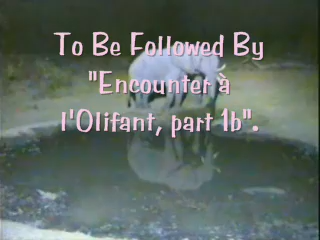 To Be Followed By
"Encounter à
l'Olifant, part 1b".